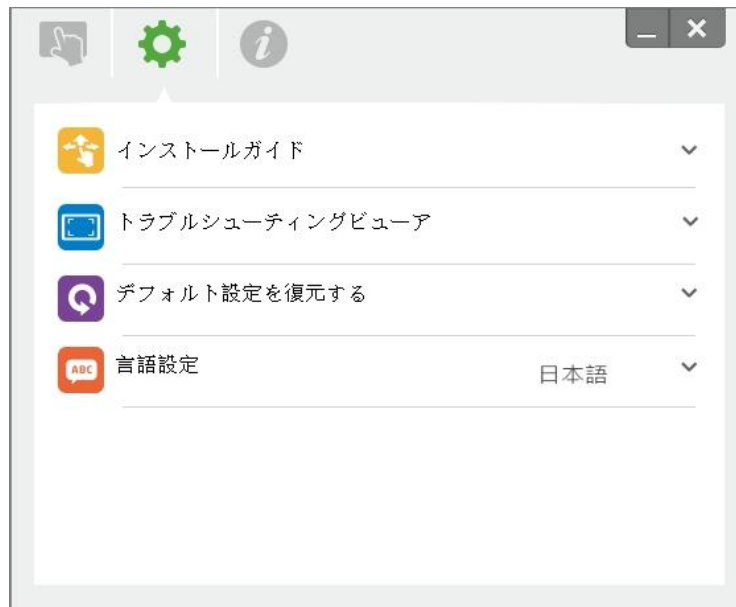 インストールガイド
トラブルシューティングビューア
デフォルト設定を復元する
ABC
言語設定
日本語